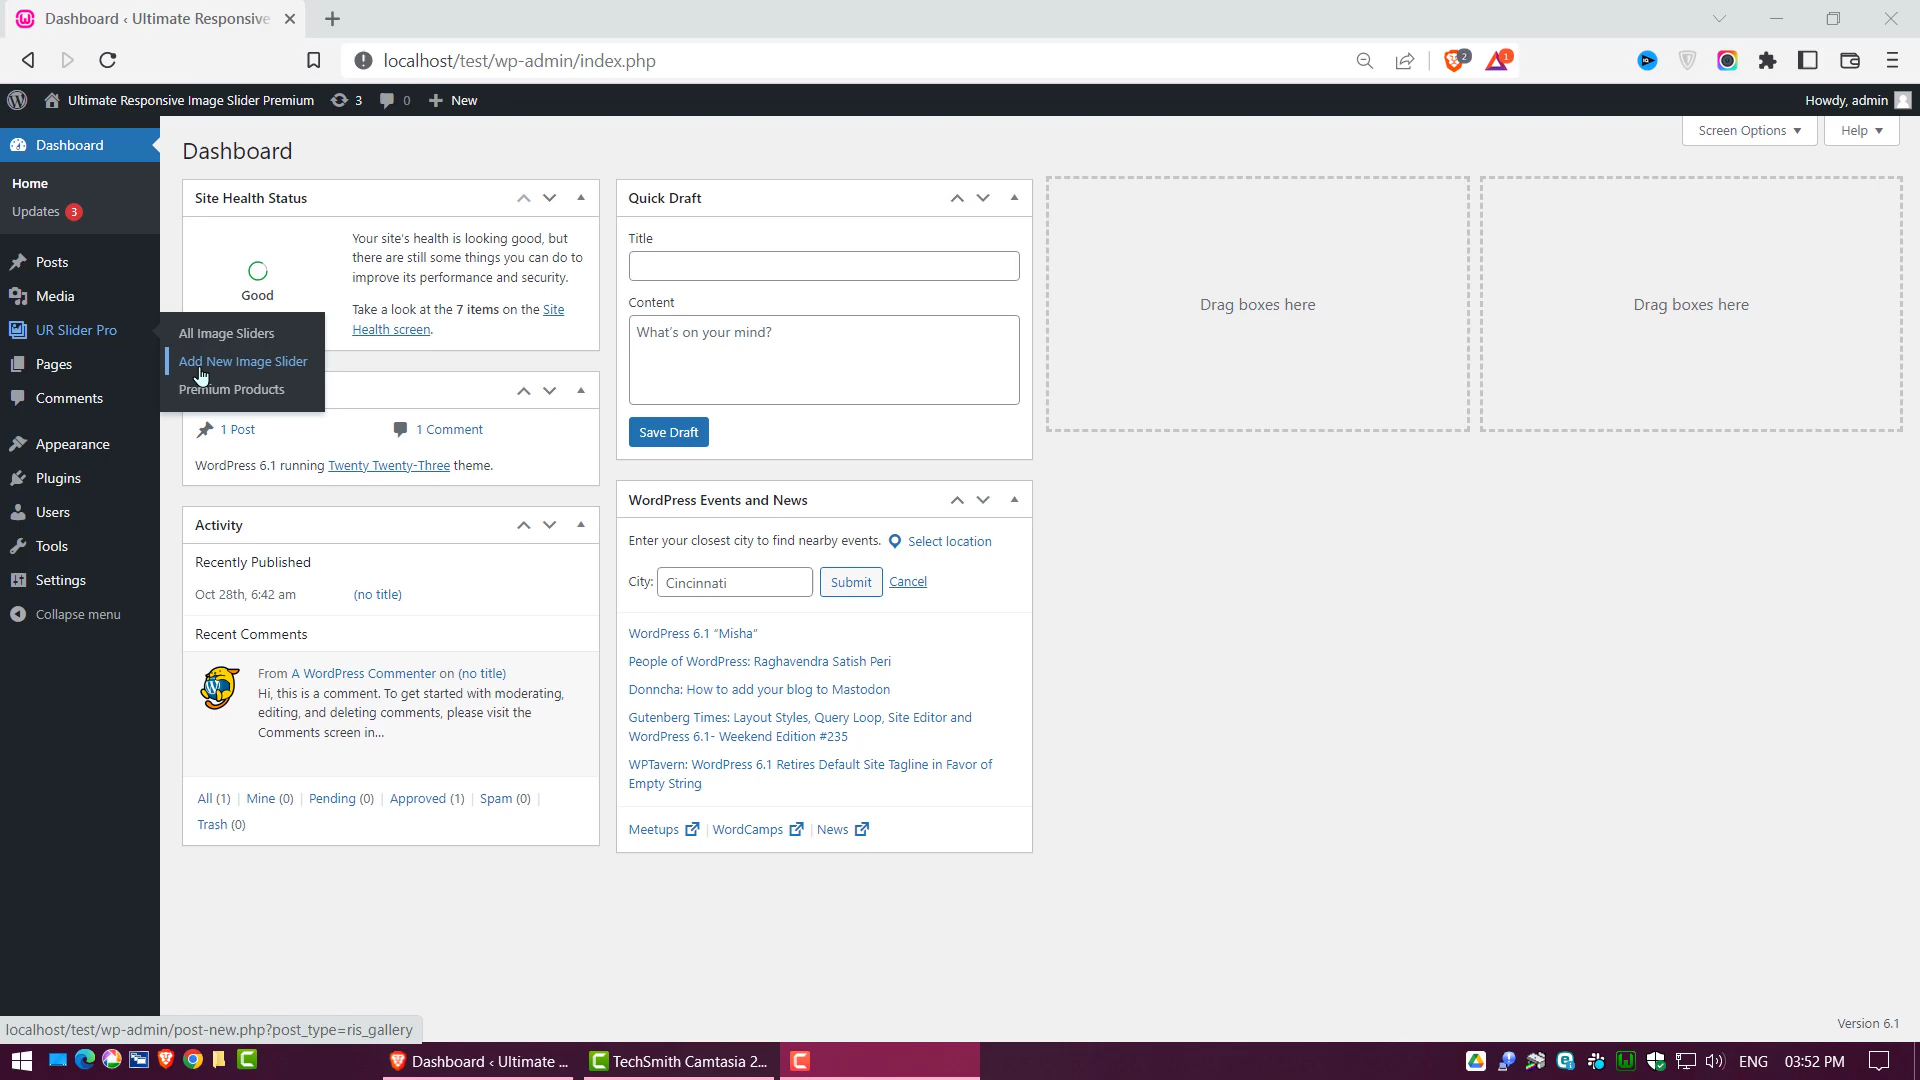 Dashboard ‹ Ultimate Responsive
localhost/test/wp-admin/index.php
2
1
Ultimate Responsive Image Slider Premium
3
0
New
Howdy, admin
Dashboard
Home
Updates 3
Posts
Media
UR Slider Pro
Pages
Comments
Appearance
Plugins
Users
Tools
Settings
Collapse menu
All Image Sliders
Add New Image Slider
Premium Products
Screen Options
Help
Dashboard
Site Health Status
Good
Your site's health is looking good, but
there are still some things you can do to
improve its performance and security.
Take a look at the 7 items on the Site
Health screen.
1 Post
1 Comment
WordPress 6.1 running Twenty Twenty-Three theme.
Activity
Recently Published
Oct 28th, 6:42 am
(no title)
Recent Comments
From A WordPress Commenter on (no title)
Hi, this is a comment. To get started with moderating,
editing, and deleting comments, please visit the
Comments screen in…
All (1) | Mine (0) | Pending (0) | Approved (1) | Spam (0) |
Trash (0)
Quick Draft
Title
Content
What's on your mind?
Save Draft
WordPress Events and News
Enter your closest city to find nearby events. Select location
City: Cincinnati Submit Cancel
WordPress 6.1 “Misha”
People of WordPress: Raghavendra Satish Peri
Donncha: How to add your blog to Mastodon
Gutenberg Times: Layout Styles, Query Loop, Site Editor and
WordPress 6.1- Weekend Edition #235
WPTavern: WordPress 6.1 Retires Default Site Tagline in Favor of
Empty String
Meetups | WordCamps | News
Drag boxes here
Drag boxes here
Version 6.1
localhost/test/wp-admin/post-new.php?post_type=ris_gallery
Dashboard ‹ Ultimate ...
TechSmith Camtasia 2...
ENG
03:52 PM